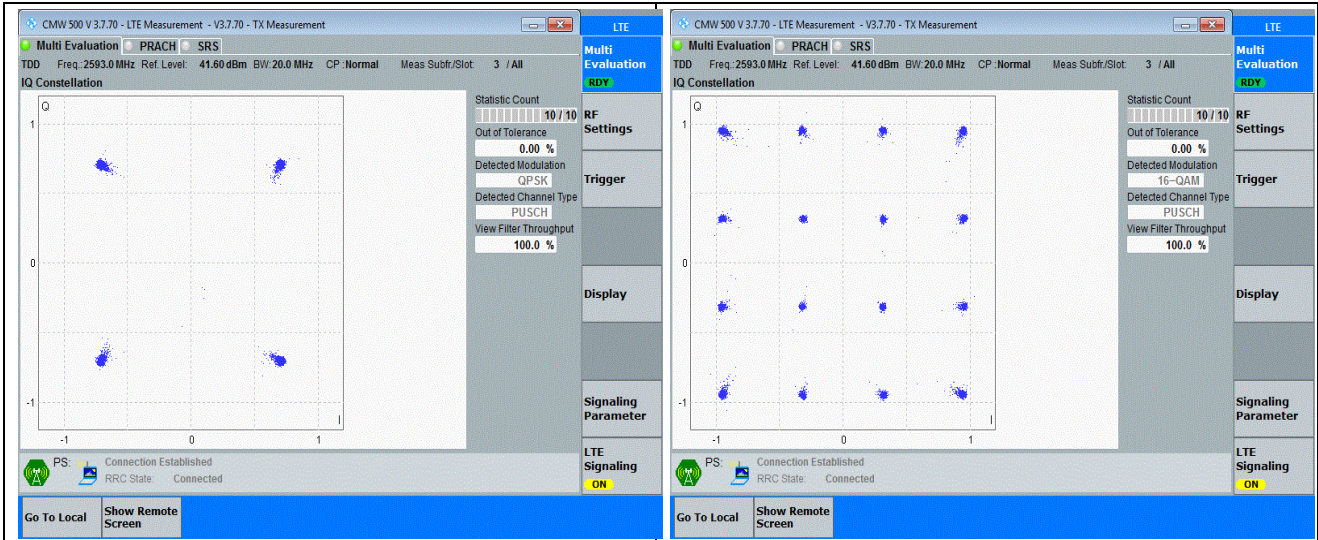 CMW 500 V 3.7.70 - LTE Measurement - V3.7.70 - TX Measurement
LTE
Multi Evaluation PRACH SRS
Multi
Evaluation
RDY
TDD Freq.:2593.0 MHz Ref. Level: 41.60 dBm BW:20.0 MHz CP :Normal Meas Subfr./Slot: 3 / All
IQ Constellation
Q
1
0
-1
-1 0 1
I
Statistic Count
10 / 10
Out of Tolerance
0.00 %
Detected Modulation
QPSK
Detected Channel Type
PUSCH
View Filter Throughput
100.0 %
RF
Settings
Trigger
Display
Signaling
Parameter
LTE
Signaling
ON
PS: Connection Established
RRC State: Connected
Go To Local
Show Remote
Screen
CMW 500 V 3.7.70 - LTE Measurement - V3.7.70 - TX Measurement
LTE
Multi Evaluation PRACH SRS
Multi
Evaluation
RDY
TDD Freq.:2593.0 MHz Ref. Level: 41.60 dBm BW:20.0 MHz CP :Normal Meas Subfr./Slot: 3 / All
IQ Constellation
Q
1
0
-1
-1 0 1
I
Statistic Count
10 / 10
Out of Tolerance
0.00 %
Detected Modulation
16-QAM
Detected Channel Type
PUSCH
View Filter Throughput
100.0 %
RF
Settings
Trigger
Display
Signaling
Parameter
LTE
Signaling
ON
PS: Connection Established
RRC State: Connected
Go To Local
Show Remote
Screen